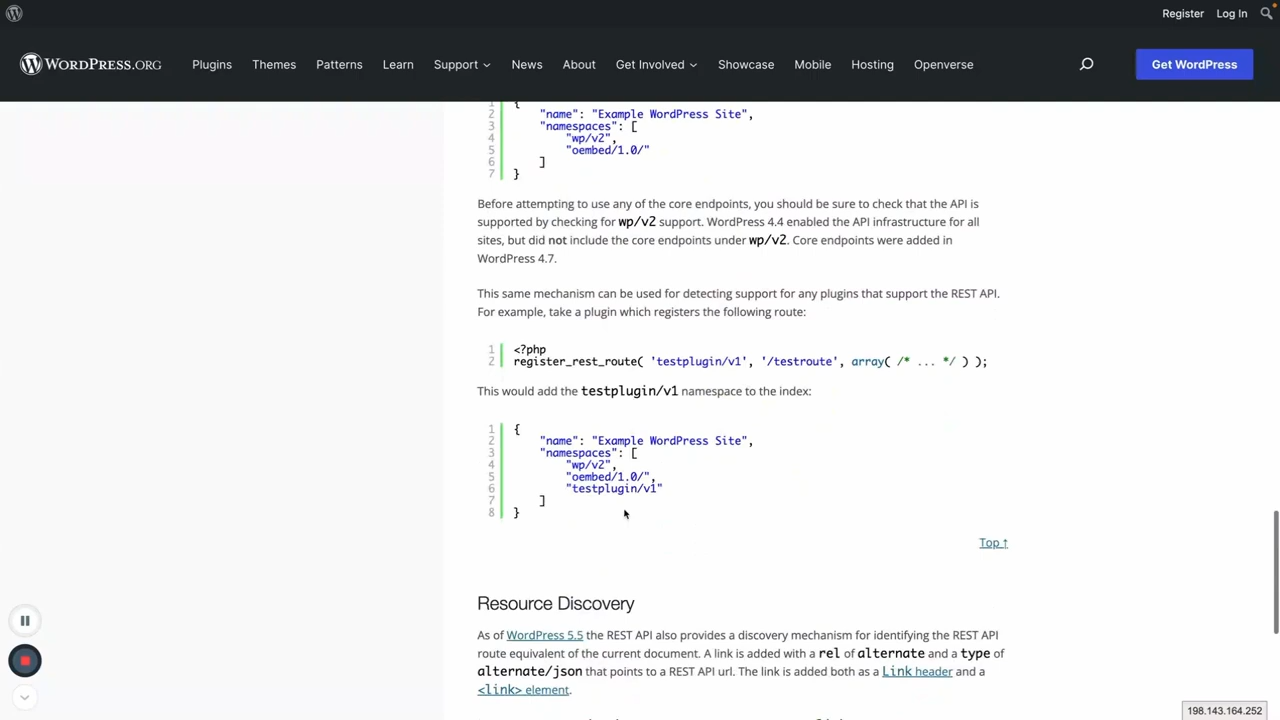 Register Log In
WORDPRESS.ORG Plugins Themes Patterns Learn Support News About Get Involved Showcase Mobile Hosting Openverse Get WordPress
1 {
2 "name": "Example WordPress Site",
3 "namespaces": [
4 "wp/v2",
5 "oembed/1.0/"
6 ]
7 }
Before attempting to use any of the core endpoints, you should be sure to check that the API is
supported by checking for wp/v2 support. WordPress 4.4 enabled the API infrastructure for all
sites, but did not include the core endpoints under wp/v2. Core endpoints were added in
WordPress 4.7.
This same mechanism can be used for detecting support for any plugins that support the REST API.
For example, take a plugin which registers the following route:
1 <?php
2 register_rest_route( 'testplugin/v1', '/testroute', array( /* ... */ ) );
This would add the testplugin/v1 namespace to the index:
1 {
2 "name": "Example WordPress Site",
3 "namespaces": [
4 "wp/v2",
5 "oembed/1.0/",
6 "testplugin/v1"
7 ]
8 }
Top ↑
Resource Discovery
As of WordPress 5.5 the REST API also provides a discovery mechanism for identifying the REST API
route equivalent of the current document. A link is added with a rel of alternate and a type of
alternate/json that points to a REST API url. The link is added both as a Link header and a
<link> element.
198.143.164.252